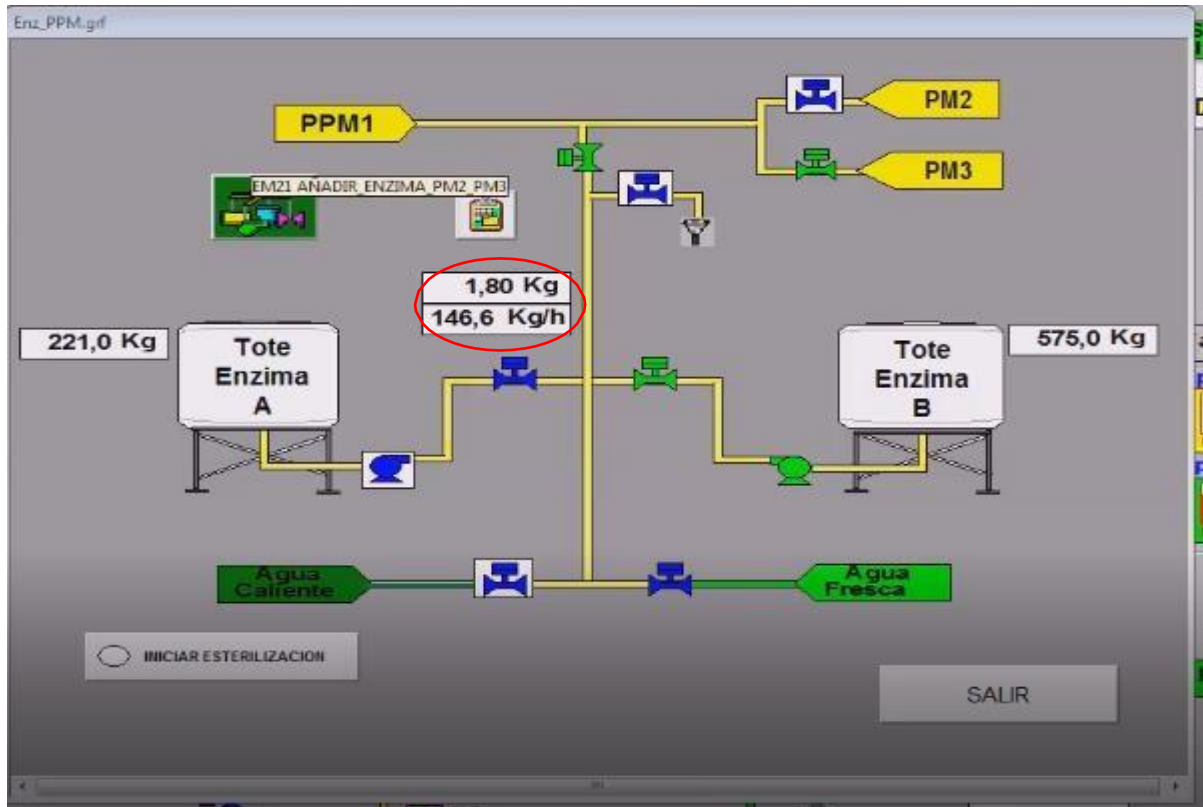 Enz_PPM.grf
PM2
PPM1
PM3
EM21 AÑADIR_ENZIMA_PM2_PM3
1,80 Kg
146,6 Kg/h
221,0 Kg
Tote
Enzima
A
575,0 Kg
Tote
Enzima
B
Agua
Caliente
Agua
Fresca
INICIAR ESTERILIZACION
SALIR